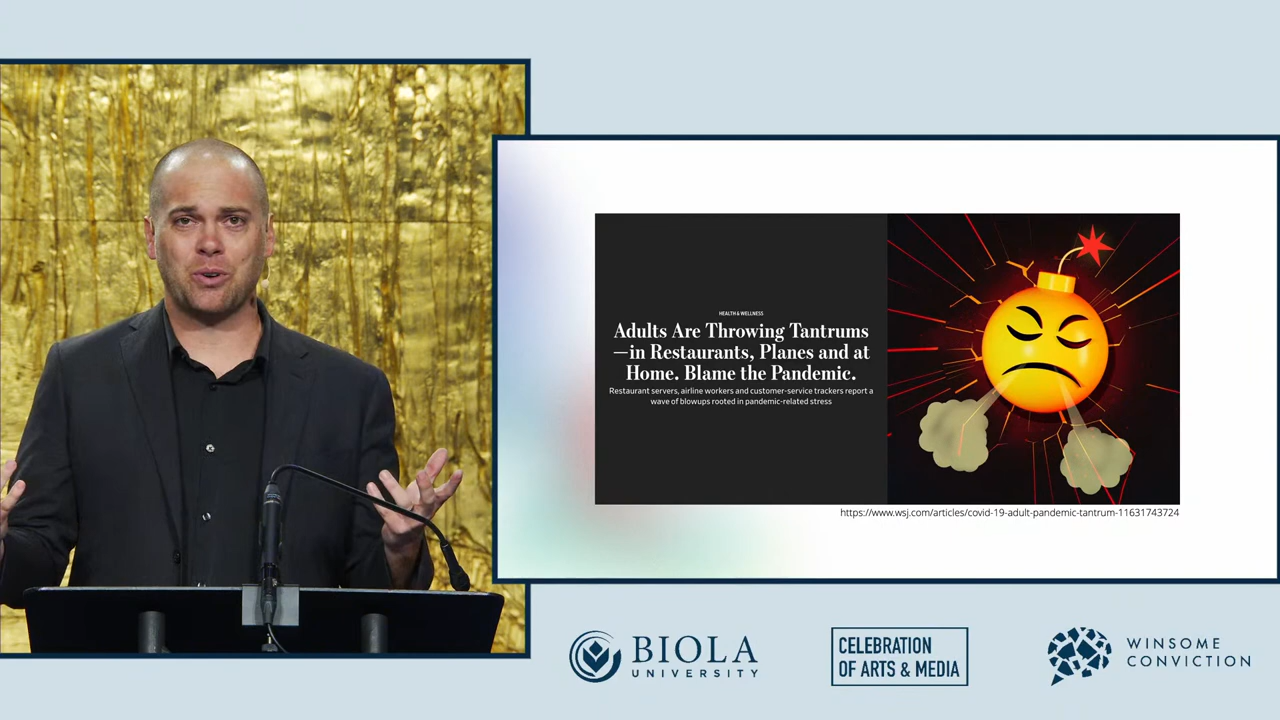 HEALTH & WELLNESS
Adults Are Throwing Tantrums
—in Restaurants, Planes and at
Home. Blame the Pandemic.
Restaurant servers, airline workers and customer-service trackers report a
wave of blowups rooted in pandemic-related stress
https://www.wsj.com/articles/covid-19-adult-pandemic-tantrum-11631743724
BIOLA
UNIVERSITY
CELEBRATION
OF ARTS & MEDIA
WINSOME
CONVICTION